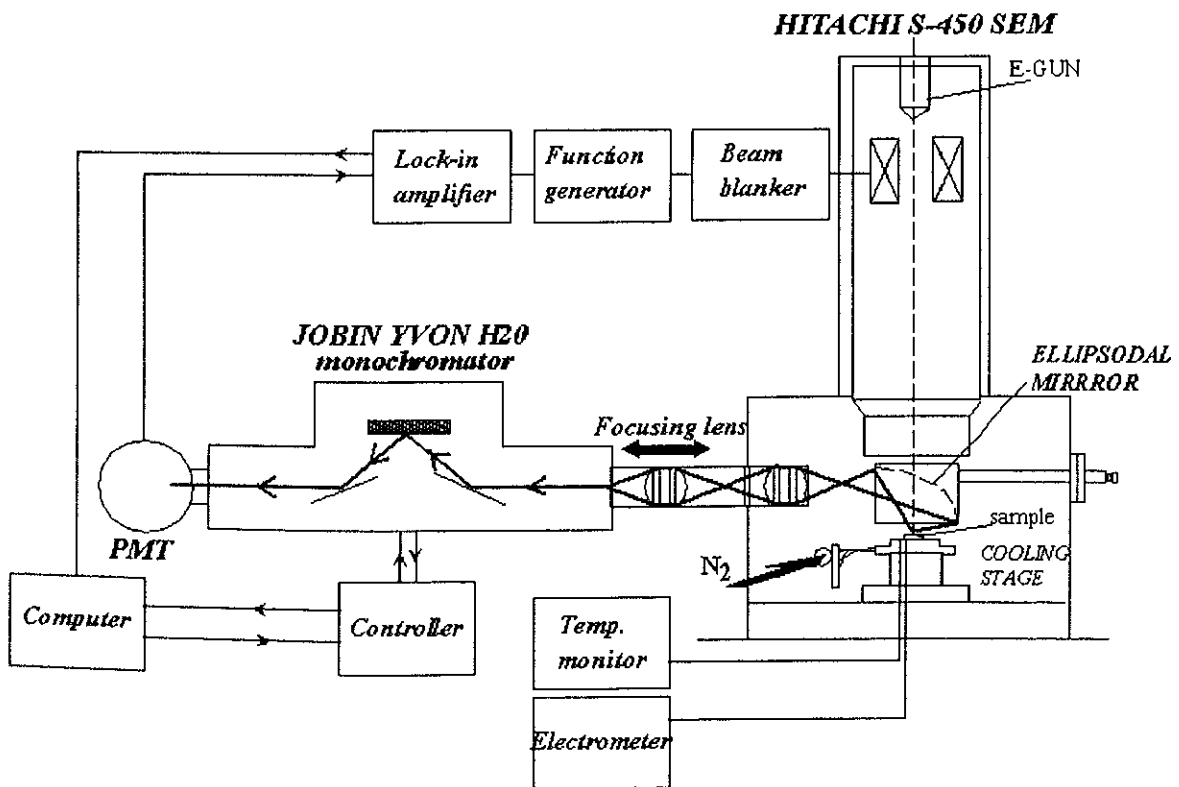 HITACHI S-450 SEM
E-GUN
Lock-in
amplifier
Function
generator
Beam
blanker
JOBIN YVON H20
monochromator
ELLIPSODAL
MIRRROR
Focusing lens
PMT
sample
N2
COOLING
STAGE
Computer
Controller
Temp.
monitor
Electrometer